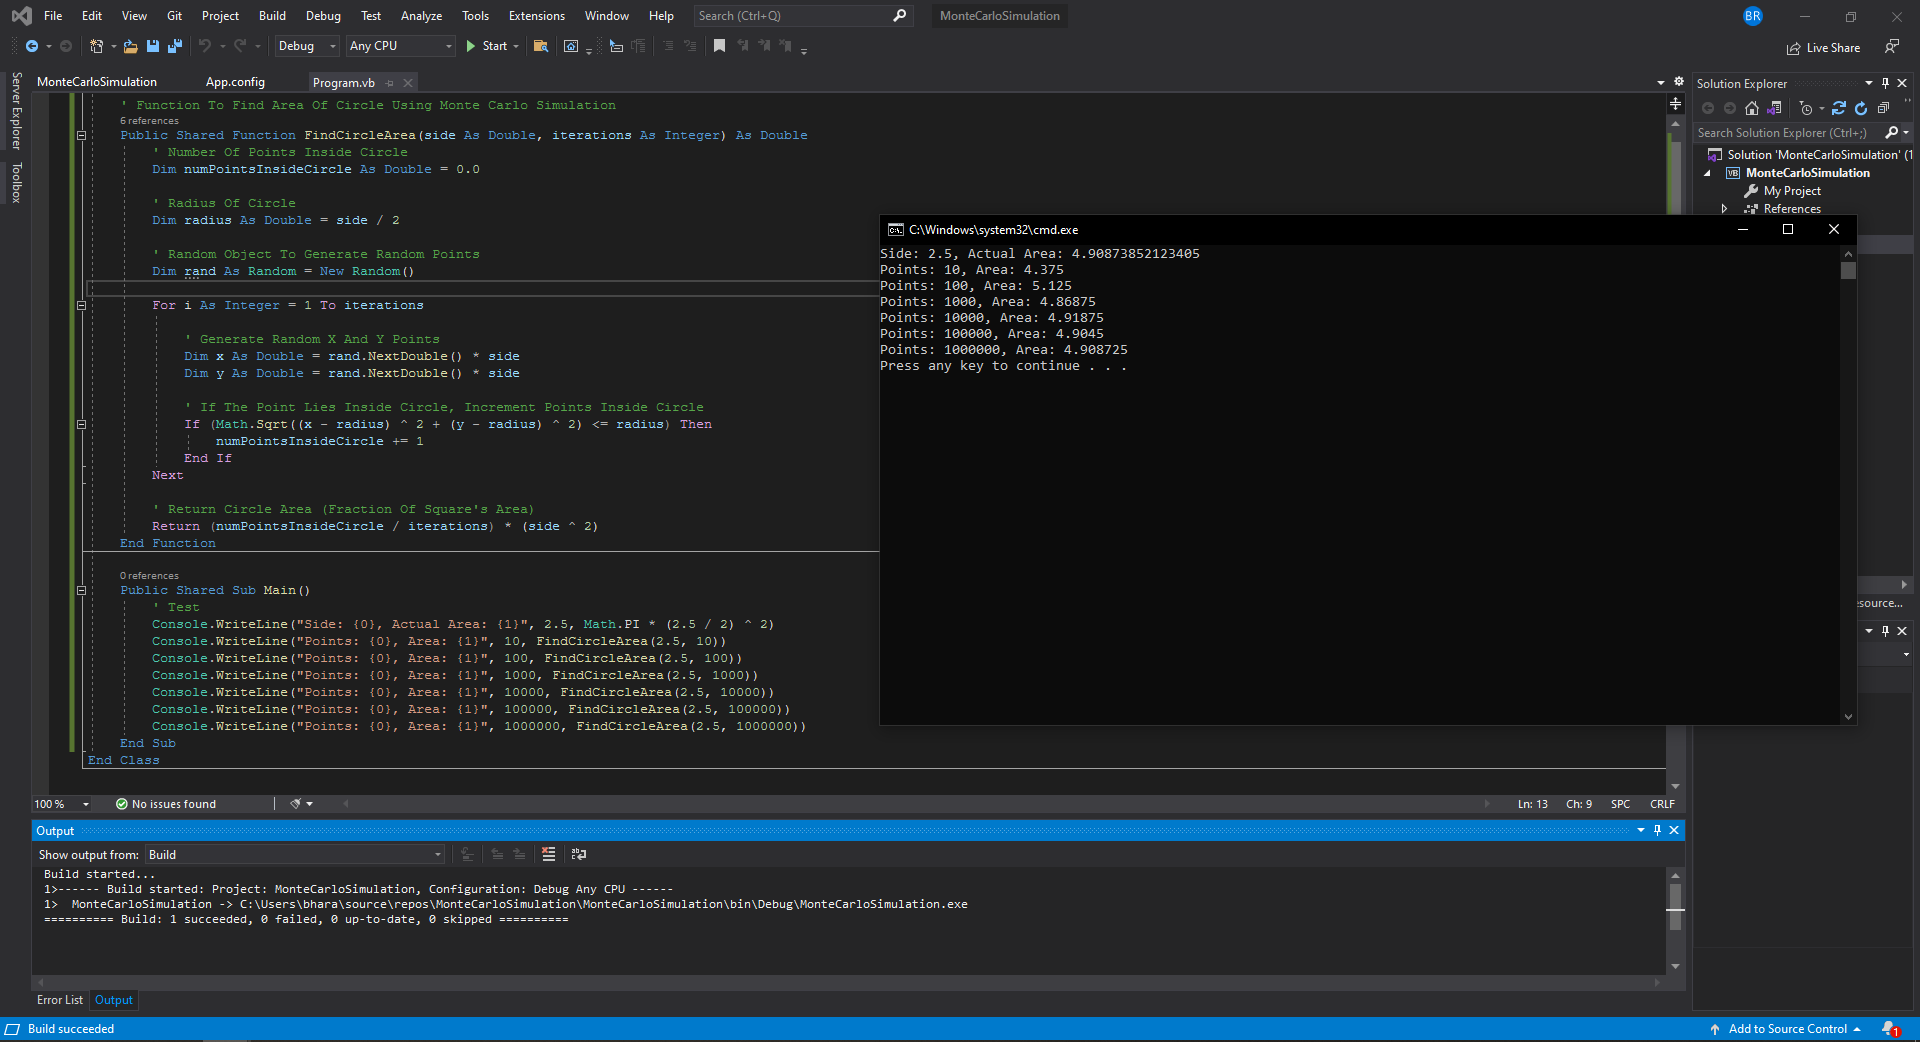 File Edit View Git Project Build Debug Test Analyze Tools Extensions Window Help Search (Ctrl+Q) MonteCarloSimulation BR
Debug Any CPU Start Live Share
Server Explorer
Toolbox
MonteCarloSimulation App.config Program.vb
' Function To Find Area Of Circle Using Monte Carlo Simulation
6 references
Public Shared Function FindCircleArea(side As Double, iterations As Integer) As Double
' Number Of Points Inside Circle
Dim numPointsInsideCircle As Double = 0.0
' Radius Of Circle
Dim radius As Double = side / 2
' Random Object To Generate Random Points
Dim rand As Random = New Random()
For i As Integer = 1 To iterations
' Generate Random X And Y Points
Dim x As Double = rand.NextDouble() * side
Dim y As Double = rand.NextDouble() * side
' If The Point Lies Inside Circle, Increment Points Inside Circle
If (Math.Sqrt((x - radius) ^ 2 + (y - radius) ^ 2) <= radius) Then
numPointsInsideCircle += 1
End If
Next
' Return Circle Area (Fraction Of Square's Area)
Return (numPointsInsideCircle / iterations) * (side ^ 2)
End Function
0 references
Public Shared Sub Main()
' Test
Console.WriteLine("Side: {0}, Actual Area: {1}", 2.5, Math.PI * (2.5 / 2) ^ 2)
Console.WriteLine("Points: {0}, Area: {1}", 10, FindCircleArea(2.5, 10))
Console.WriteLine("Points: {0}, Area: {1}", 100, FindCircleArea(2.5, 100))
Console.WriteLine("Points: {0}, Area: {1}", 1000, FindCircleArea(2.5, 1000))
Console.WriteLine("Points: {0}, Area: {1}", 10000, FindCircleArea(2.5, 10000))
Console.WriteLine("Points: {0}, Area: {1}", 100000, FindCircleArea(2.5, 100000))
Console.WriteLine("Points: {0}, Area: {1}", 1000000, FindCircleArea(2.5, 1000000))
End Sub
End Class
C:\Windows\system32\cmd.exe
Side: 2.5, Actual Area: 4.90873852123405
Points: 10, Area: 4.375
Points: 100, Area: 5.125
Points: 1000, Area: 4.86875
Points: 10000, Area: 4.91875
Points: 100000, Area: 4.9045
Points: 1000000, Area: 4.908725
Press any key to continue . . .
Solution Explorer
Search Solution Explorer (Ctrl+;)
Solution 'MonteCarloSimulation' (1
VB MonteCarloSimulation
My Project
References
esource...
100 % No issues found Ln: 13 Ch: 9 SPC CRLF
Output
Show output from: Build
Build started...
1>------ Build started: Project: MonteCarloSimulation, Configuration: Debug Any CPU ------
1>  MonteCarloSimulation -> C:\Users\bhara\source\repos\MonteCarloSimulation\MonteCarloSimulation\bin\Debug\MonteCarloSimulation.exe
========== Build: 1 succeeded, 0 failed, 0 up-to-date, 0 skipped ==========
Error List Output
Build succeeded Add to Source Control 1